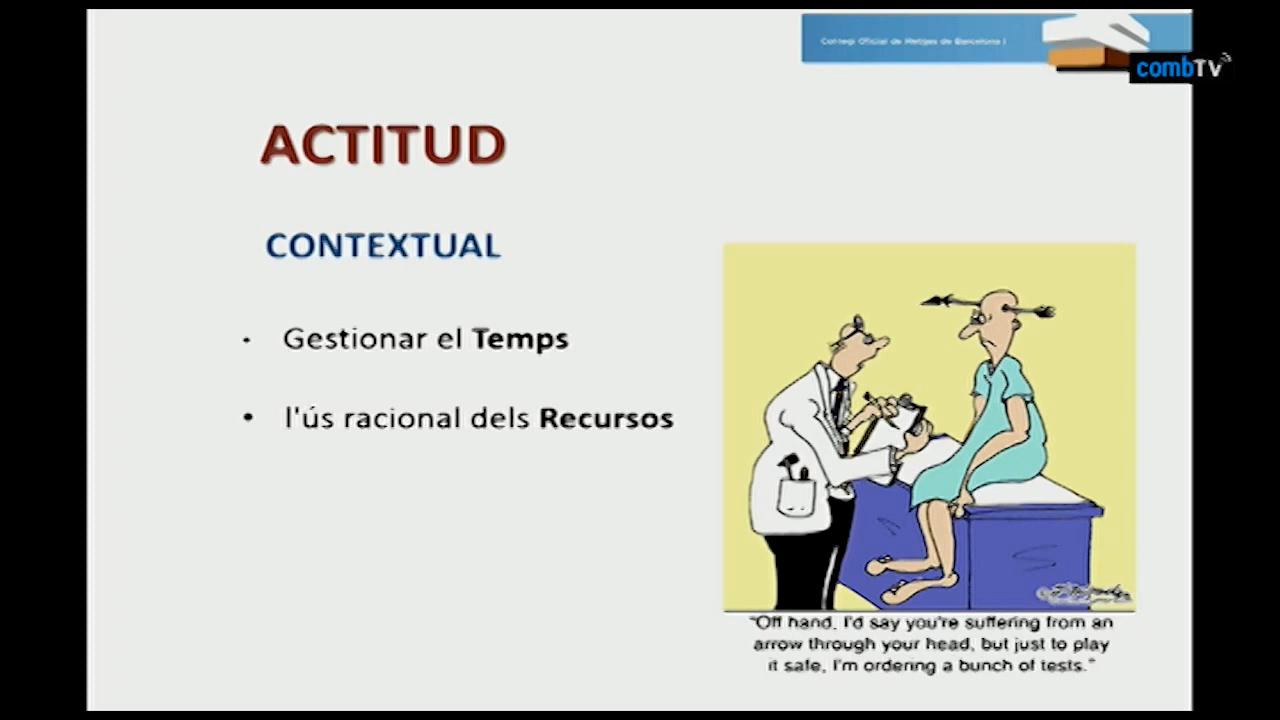 Col·legi Oficial de Metges de Barcelona
combTV
ACTITUD
CONTEXTUAL
Gestionar el Temps
l'ús racional dels Recursos
"Off hand, I'd say you're suffering from an
arrow through your head, but just to play
it safe, I'm ordering a bunch of tests."